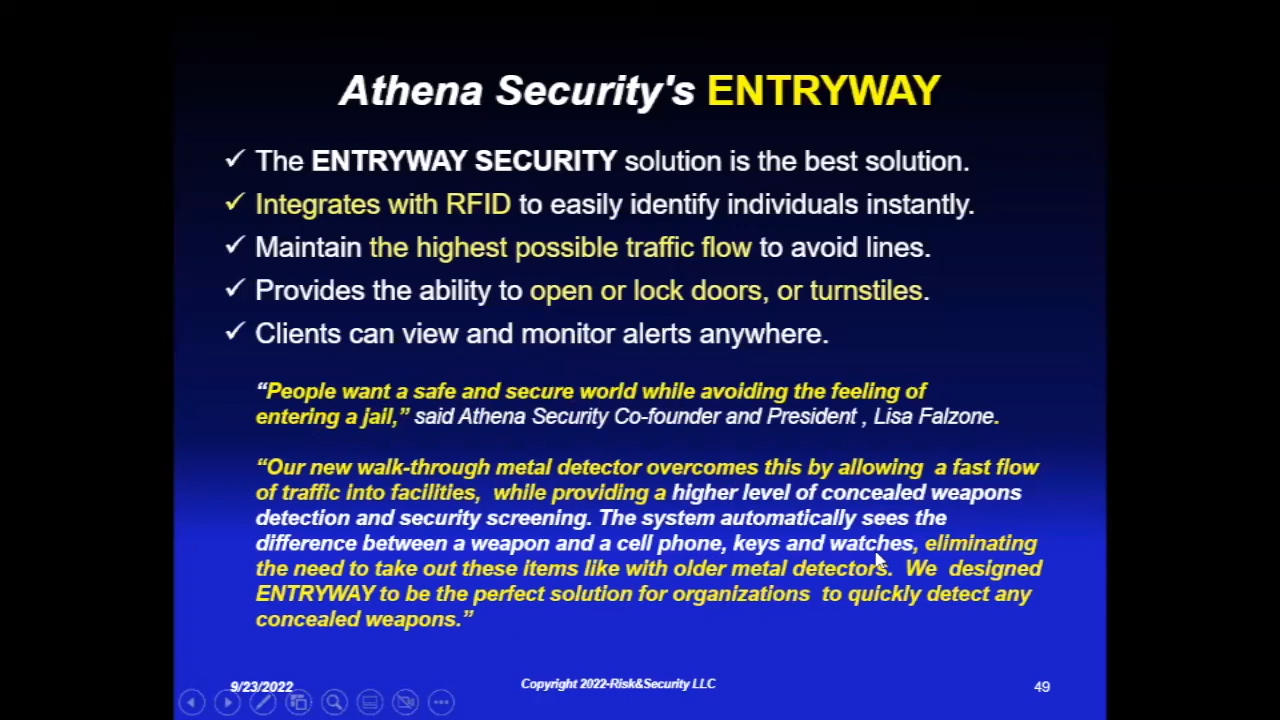 Athena Security's ENTRYWAY
✓ The ENTRYWAY SECURITY solution is the best solution.
✓ Integrates with RFID to easily identify individuals instantly.
✓ Maintain the highest possible traffic flow to avoid lines.
✓ Provides the ability to open or lock doors, or turnstiles.
✓ Clients can view and monitor alerts anywhere.
“People want a safe and secure world while avoiding the feeling of
entering a jail,” said Athena Security Co-founder and President , Lisa Falzone.
“Our new walk-through metal detector overcomes this by allowing a fast flow
of traffic into facilities, while providing a higher level of concealed weapons
detection and security screening. The system automatically sees the
difference between a weapon and a cell phone, keys and watches, eliminating
the need to take out these items like with older metal detectors. We designed
ENTRYWAY to be the perfect solution for organizations to quickly detect any
concealed weapons.”
9/23/2022
Copyright 2022-Risk&Security LLC
49